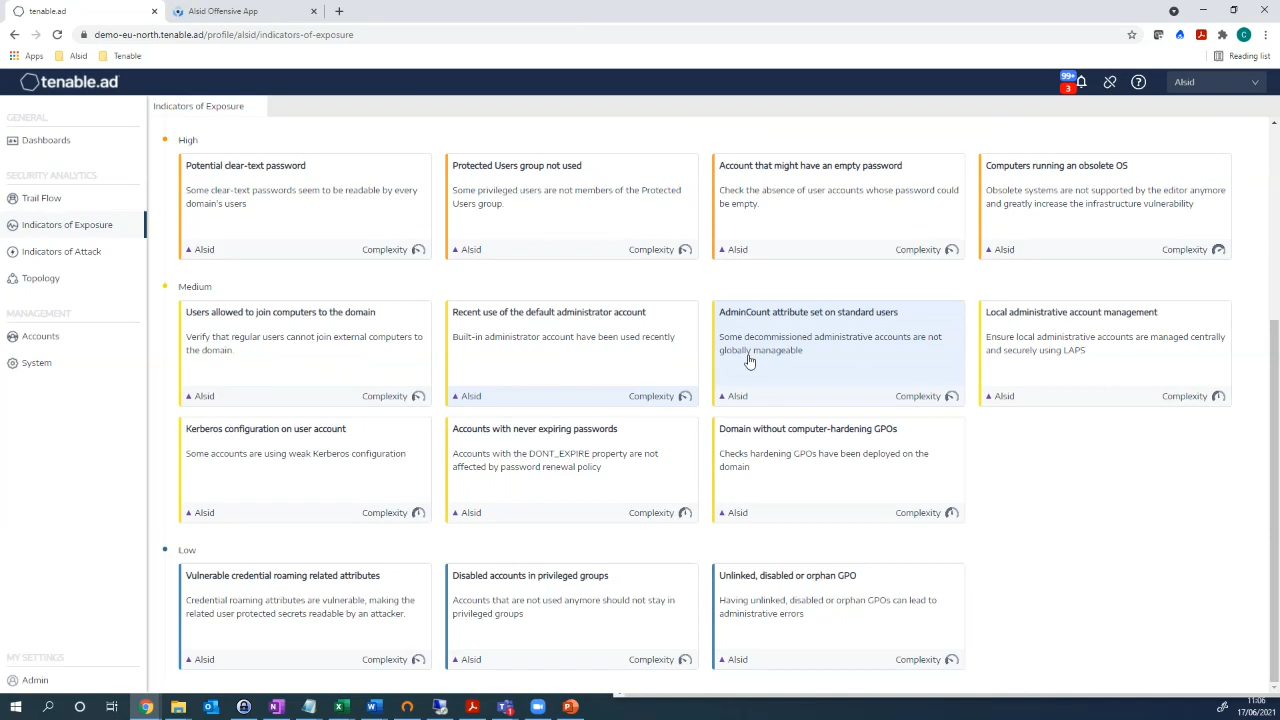 tenable.ad
Alsid Offensive App
demo-eu-north.tenable.ad/profile/alsid/indicators-of-exposure
Apps
Alsid
Tenable
Reading list
C
tenable.ad
99+
3
Alsid
GENERAL
Dashboards
SECURITY ANALYTICS
Trail Flow
Indicators of Exposure
Indicators of Attack
Topology
MANAGEMENT
Accounts
System
MY SETTINGS
Admin
Indicators of Exposure
High
Potential clear-text password
Some clear-text passwords seem to be readable by every
domain's users
Alsid
Complexity
Protected Users group not used
Some privileged users are not members of the Protected
Users group.
Alsid
Complexity
Account that might have an empty password
Check the absence of user accounts whose password could
be empty.
Alsid
Complexity
Computers running an obsolete OS
Obsolete systems are not supported by the editor anymore
and greatly increase the infrastructure vulnerability
Alsid
Complexity
Medium
Users allowed to join computers to the domain
Verify that regular users cannot join external computers to
the domain.
Alsid
Complexity
Recent use of the default administrator account
Built-in administrator account have been used recently
Alsid
Complexity
AdminCount attribute set on standard users
Some decommissioned administrative accounts are not
globally manageable
Alsid
Complexity
Local administrative account management
Ensure local administrative accounts are managed centrally
and securely using LAPS
Alsid
Complexity
Kerberos configuration on user account
Some accounts are using weak Kerberos configuration
Alsid
Complexity
Accounts with never expiring passwords
Accounts with the DONT_EXPIRE property are not
affected by password renewal policy
Alsid
Complexity
Domain without computer-hardening GPOs
Checks hardening GPOs have been deployed on the
domain
Alsid
Complexity
Low
Vulnerable credential roaming related attributes
Credential roaming attributes are vulnerable, making the
related user protected secrets readable by an attacker.
Alsid
Complexity
Disabled accounts in privileged groups
Accounts that are not used anymore should not stay in
privileged groups
Alsid
Complexity
Unlinked, disabled or orphan GPO
Having unlinked, disabled or orphan GPOs can lead to
administrative errors
Alsid
Complexity
11:06
17/06/2021